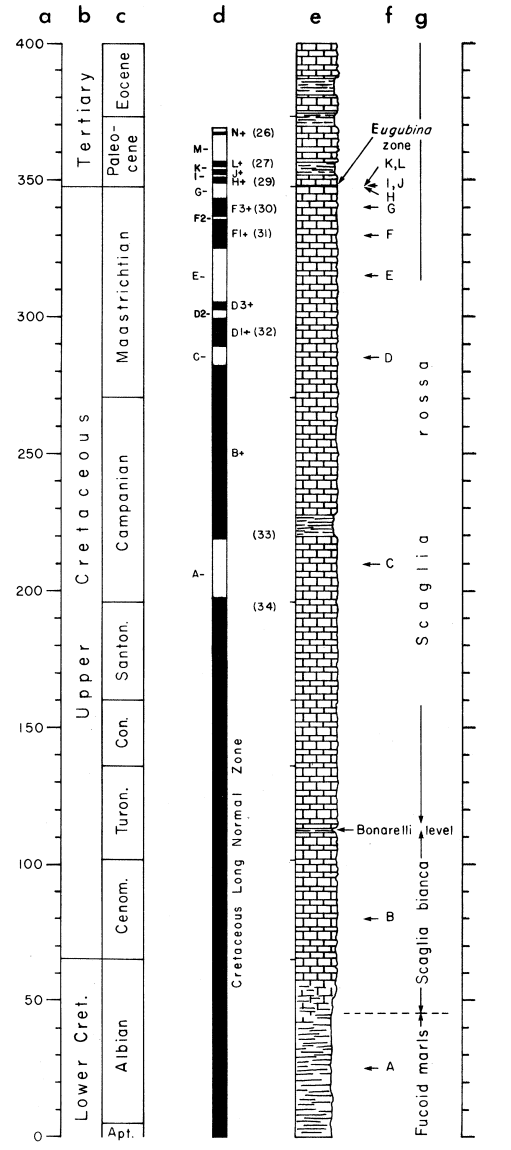 a b c d e f g
400
350
300
250
200
150
100
50
0
Tertiary
Upper Cretaceous
Lower Cret.
Eocene
Paleo-
cene
Maastrichtian
Campanian
Santon.
Con.
Turon.
Cenom.
Albian
Apt.
N+ (26)
M–
L+ (27)
K–
J+
I–
H+ (29)
G–
F3+ (30)
F2–
F1+ (31)
E–
D3+
D2–
D1+ (32)
C–
B+
(33)
A–
(34)
Cretaceous Long Normal Zone
Eugubina
zone
K,L
I,J
H
G
F
E
D
C
Bonarelli level
B
A
Scaglia rossa
Scaglia bianca
Fucoid marls